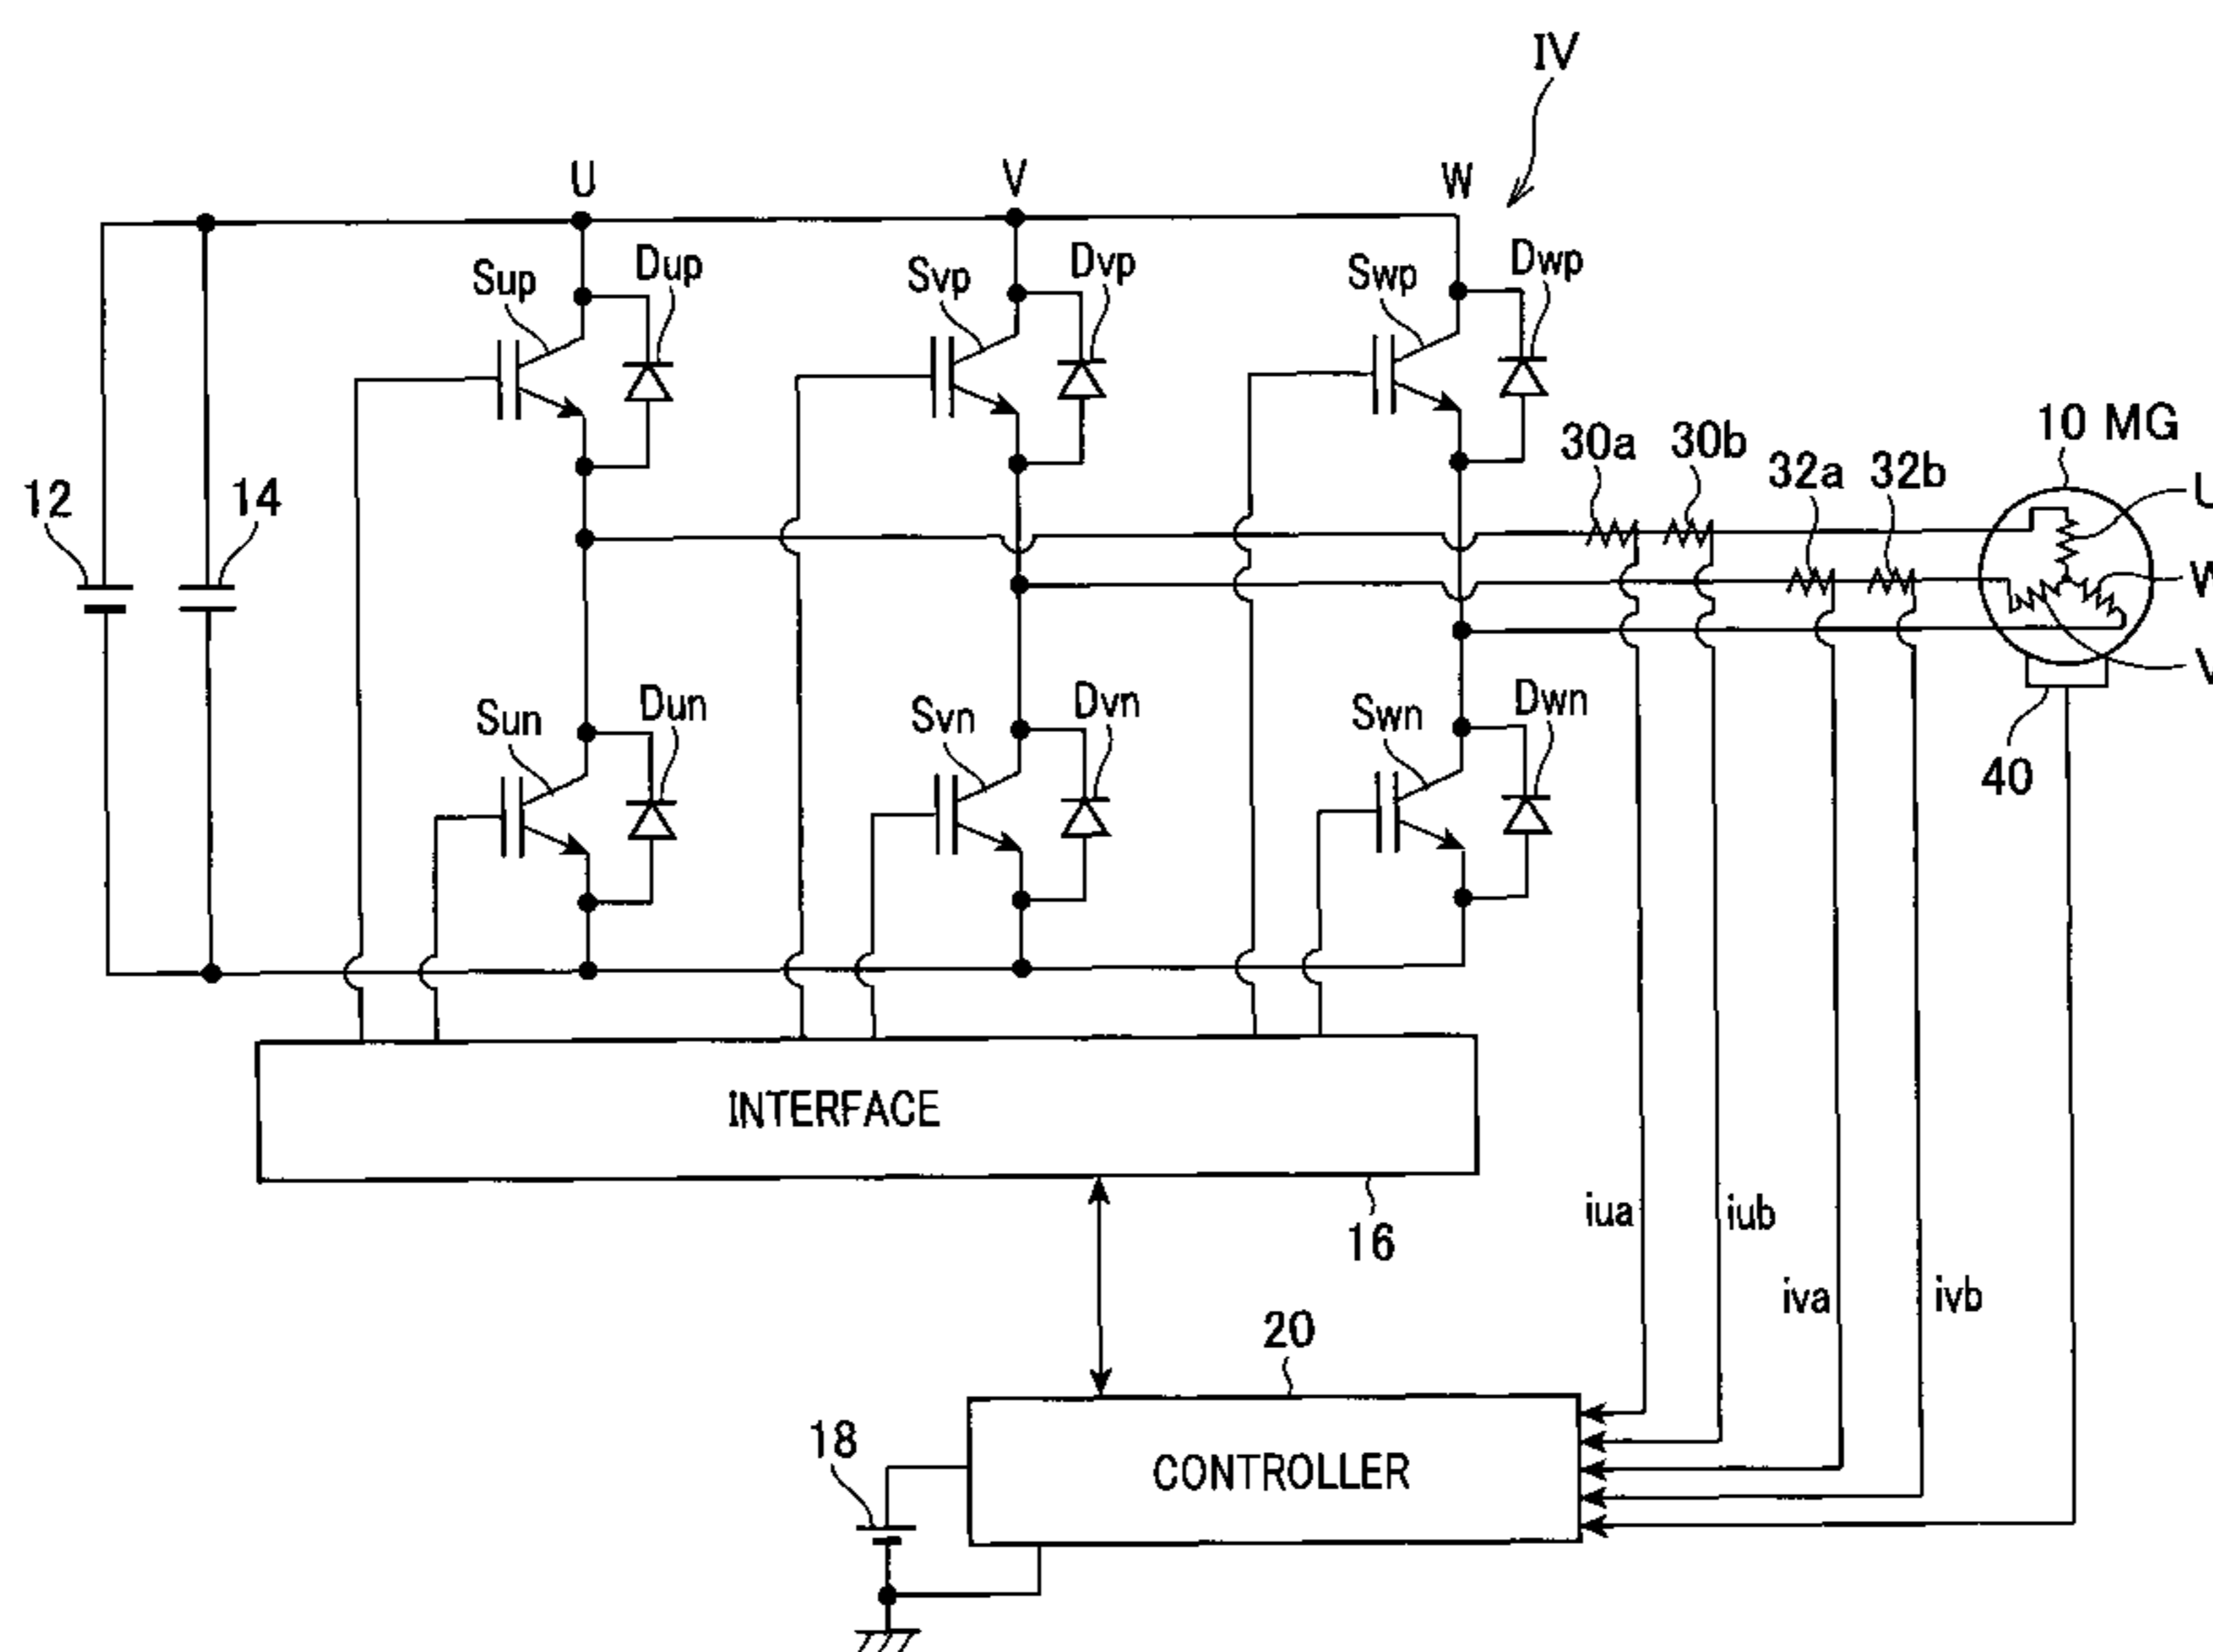 IV
U
V
W
Sup
Dup
Svp
Dvp
Swp
Dwp
10 MG
30a
30b
32a
32b
12
14
U
W
V
Sun
Dun
Svn
Dvn
Swn
Dwn
40
INTERFACE
16
iua
iub
iva
ivb
20
18
CONTROLLER